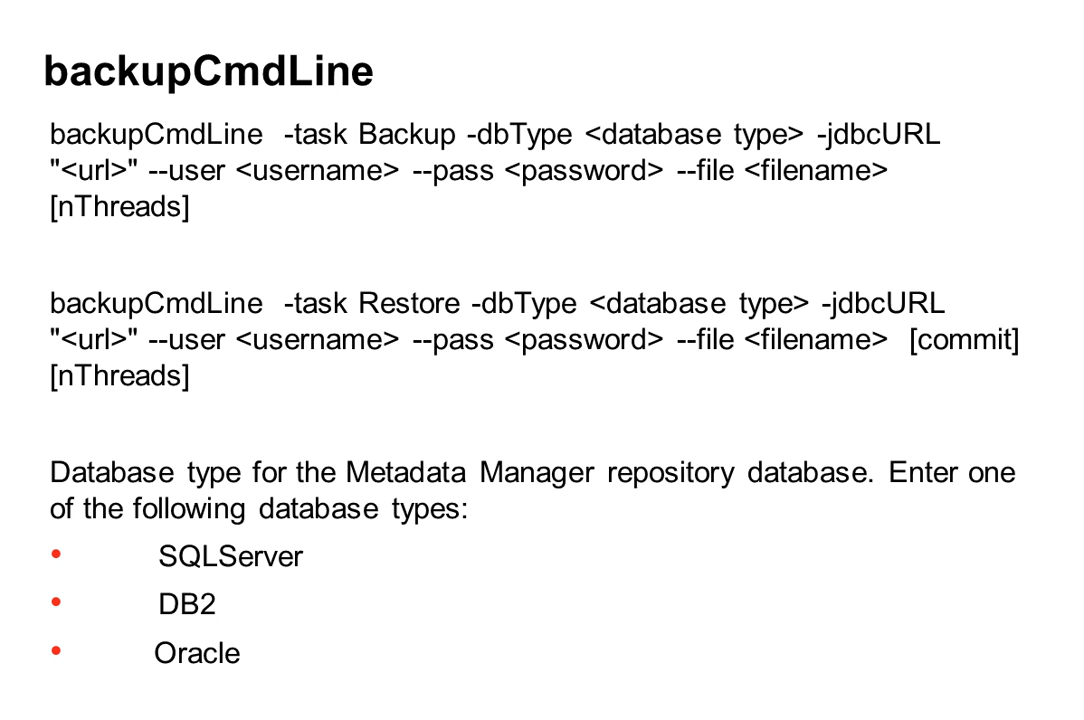 backupCmdLine
backupCmdLine -task Backup -dbType <database type> -jdbcURL
"<url>" --user <username> --pass <password> --file <filename>
[nThreads]
backupCmdLine -task Restore -dbType <database type> -jdbcURL
"<url>" --user <username> --pass <password> --file <filename> [commit]
[nThreads]
Database type for the Metadata Manager repository database. Enter one
of the following database types:
• SQLServer
• DB2
• Oracle